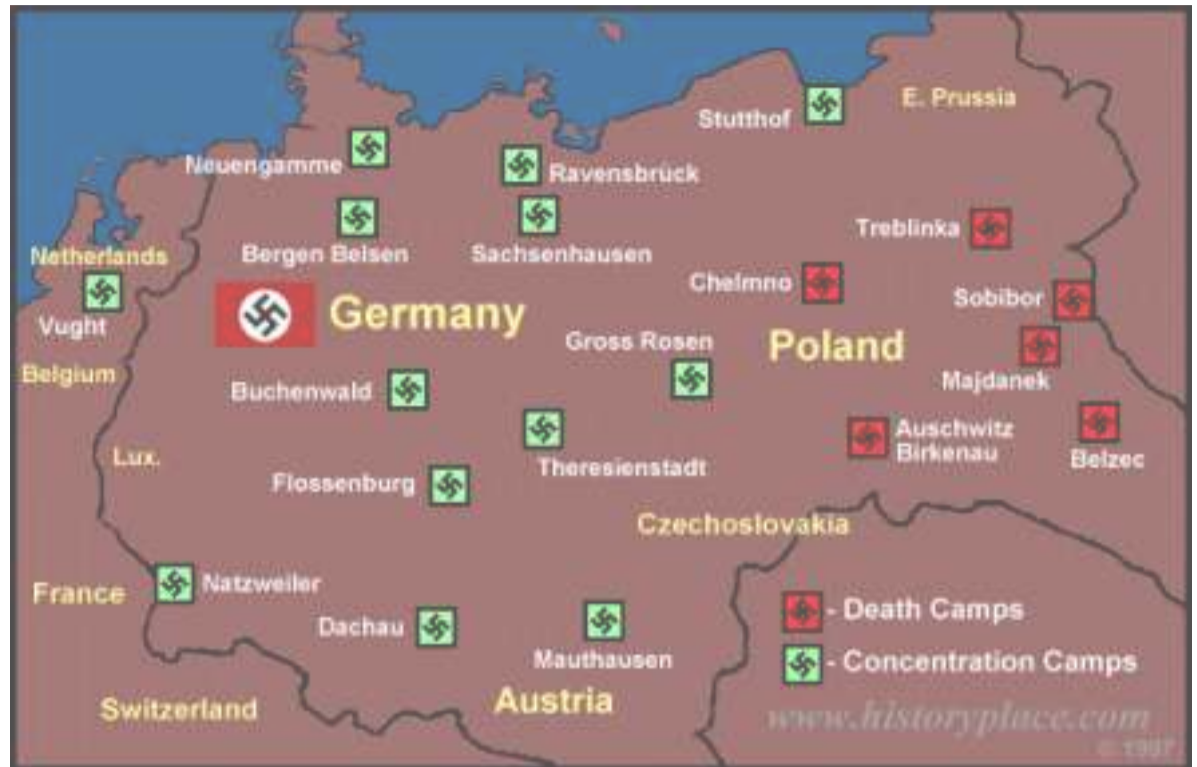 E. Prussia
Stutthof
Neuengamme
Ravensbrück
Treblinka
Netherlands
Bergen Belsen
Sachsenhausen
Chelmno
Sobibor
Vught
Germany
Gross Rosen
Poland
Belgium
Buchenwald
Majdanek
Auschwitz
Birkenau
Lux.
Theresienstadt
Belzec
Flossenburg
Czechoslovakia
France
Natzweiler
Dachau
- Death Camps
Mauthausen
- Concentration Camps
Switzerland
Austria
www.historyplace.com
© 1997